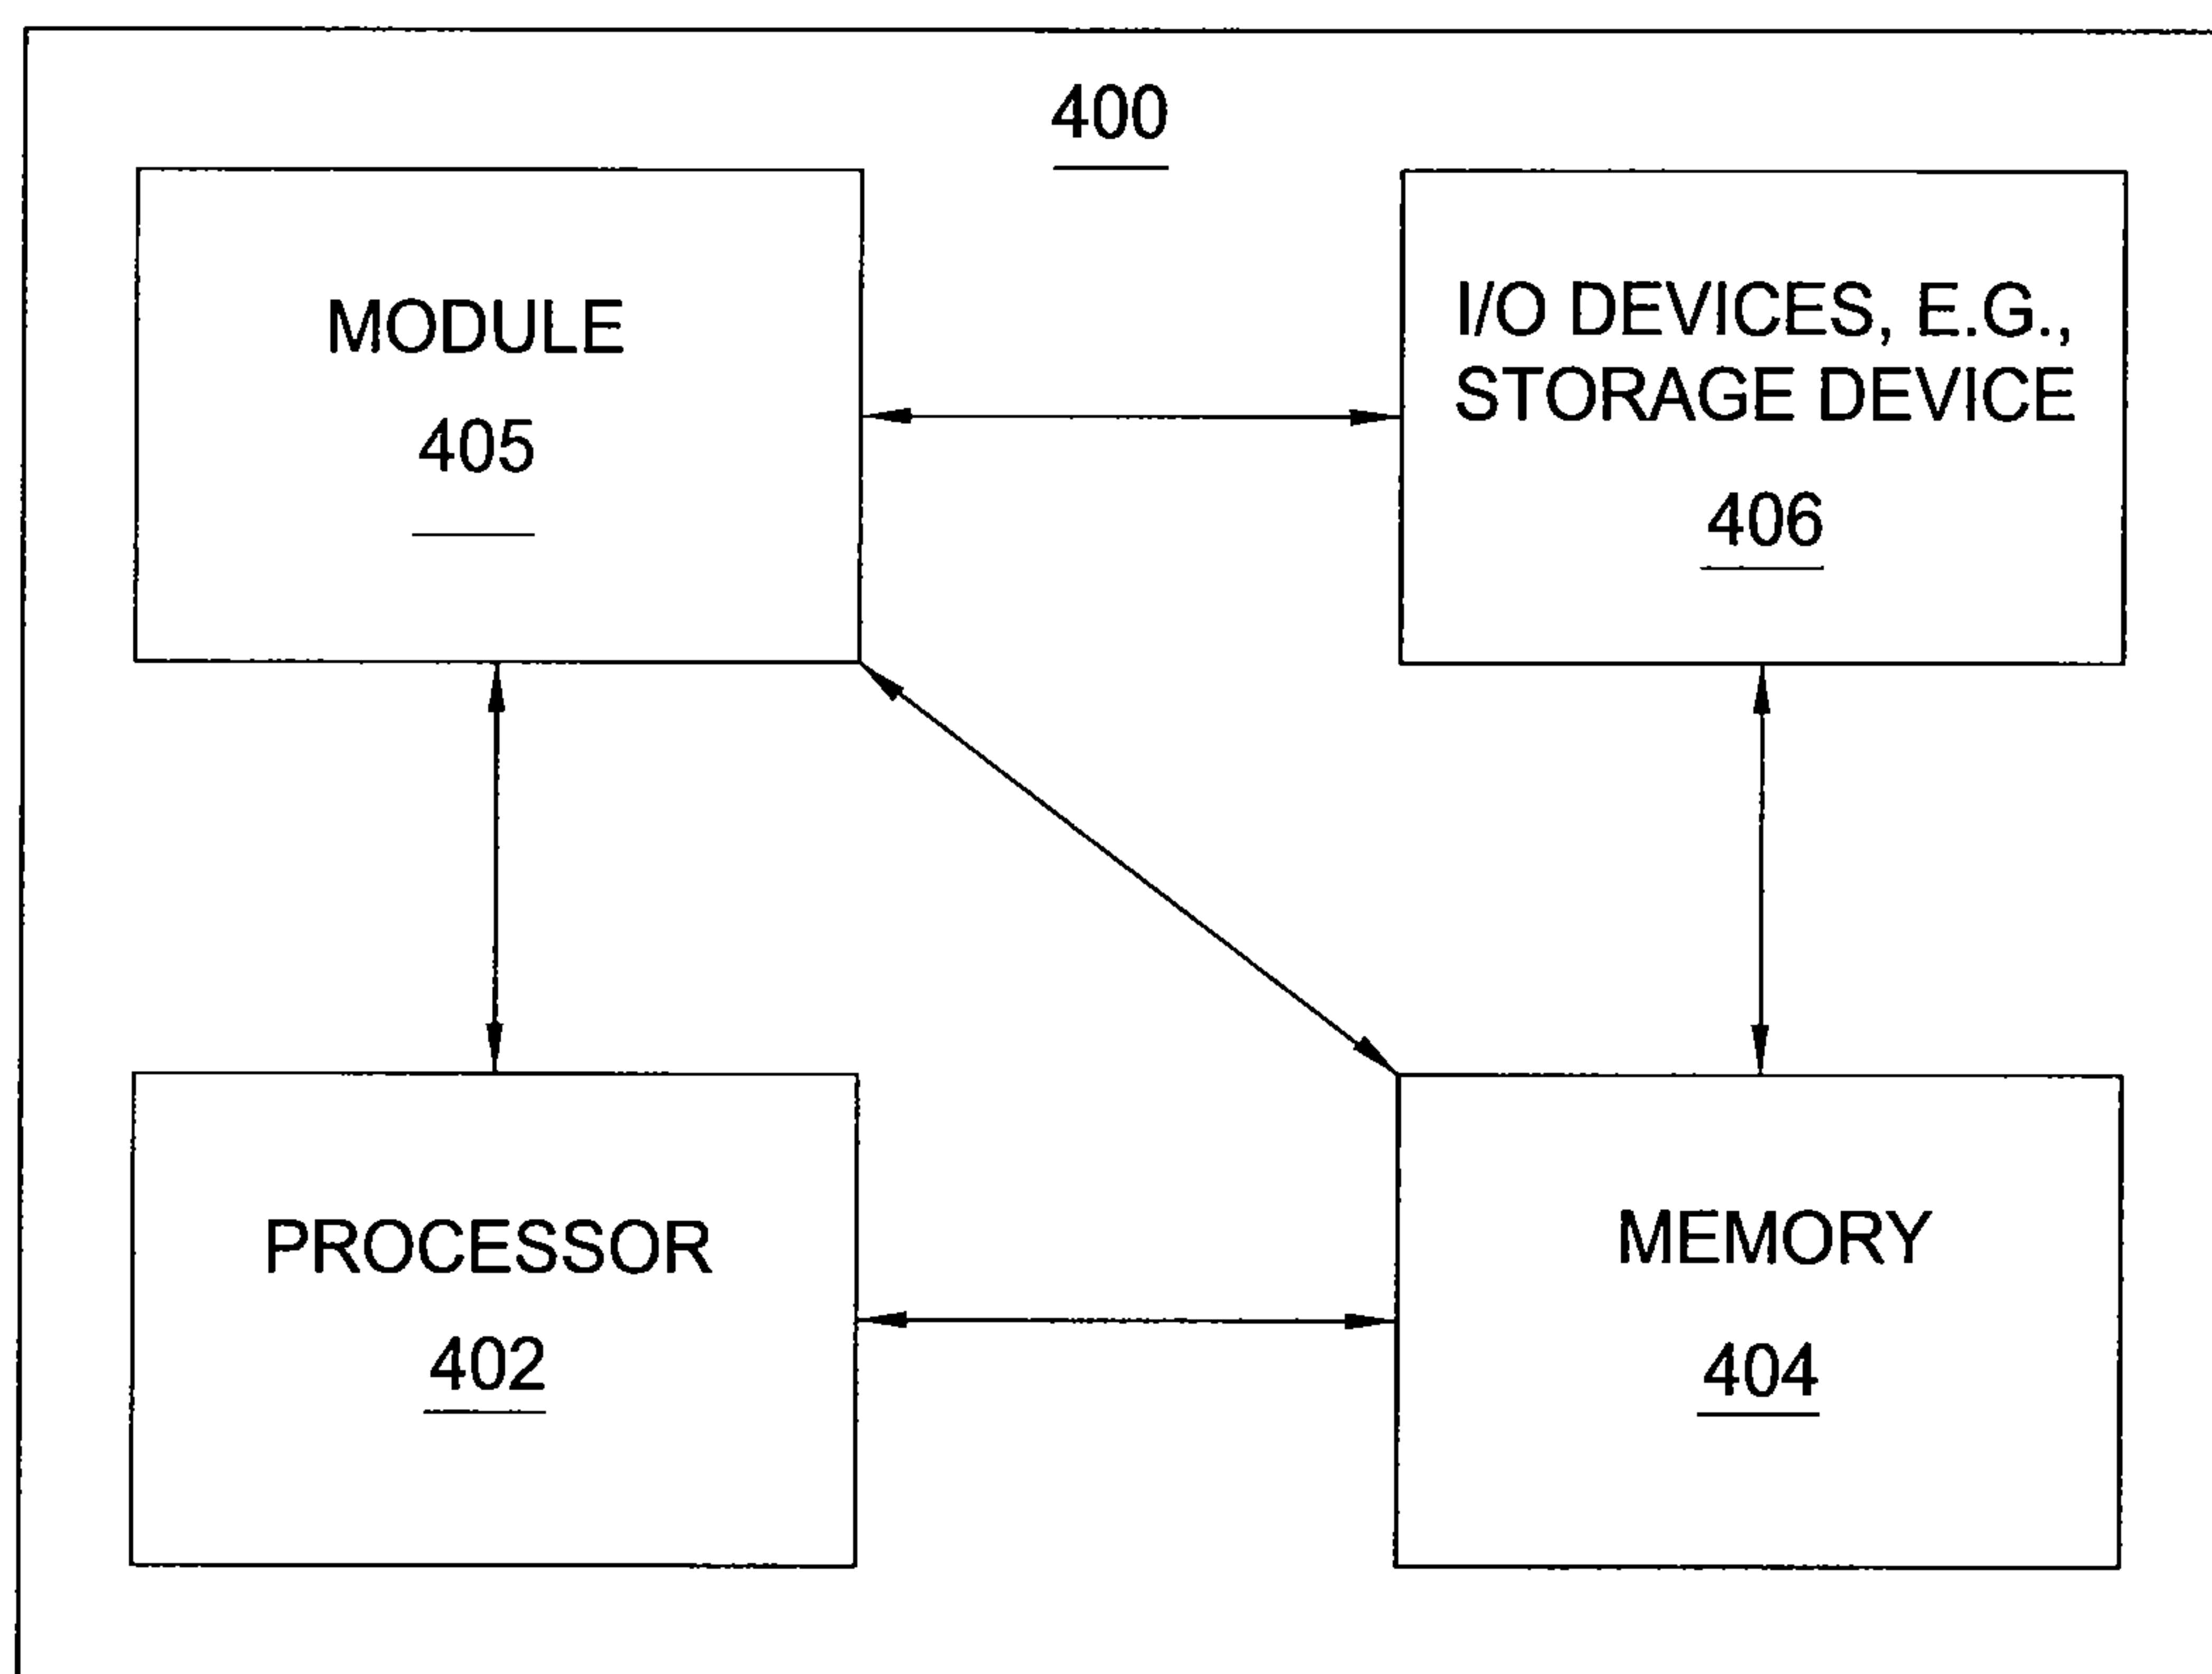 400
MODULE
405
I/O DEVICES, E.G.,
STORAGE DEVICE
406
PROCESSOR
402
MEMORY
404